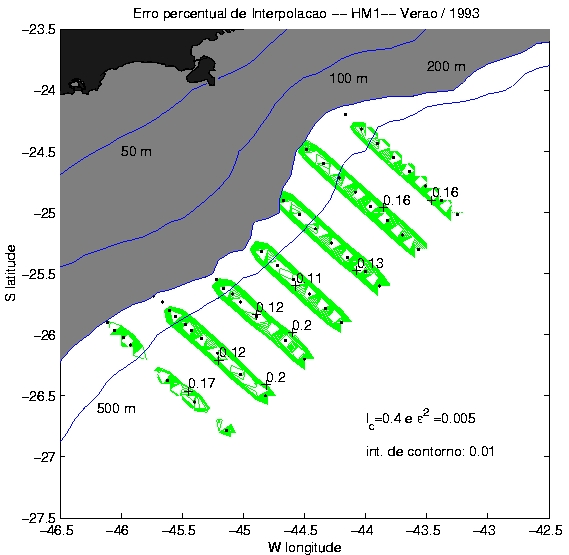 Erro percentual de Interpolacao −− HM1−− Verao / 1993
−23.5
−24
−24.5
−25
−25.5
−26
−26.5
−27
−27.5
S latitude
200 m
100 m
50 m
500 m
0.16
0.16
0.13
0.11
0.12
0.2
0.12
0.2
0.17
lc=0.4 e ε² =0.005
int. de contorno: 0.01
−46.5 −46 −45.5 −45 −44.5 −44 −43.5 −43 −42.5
W longitude